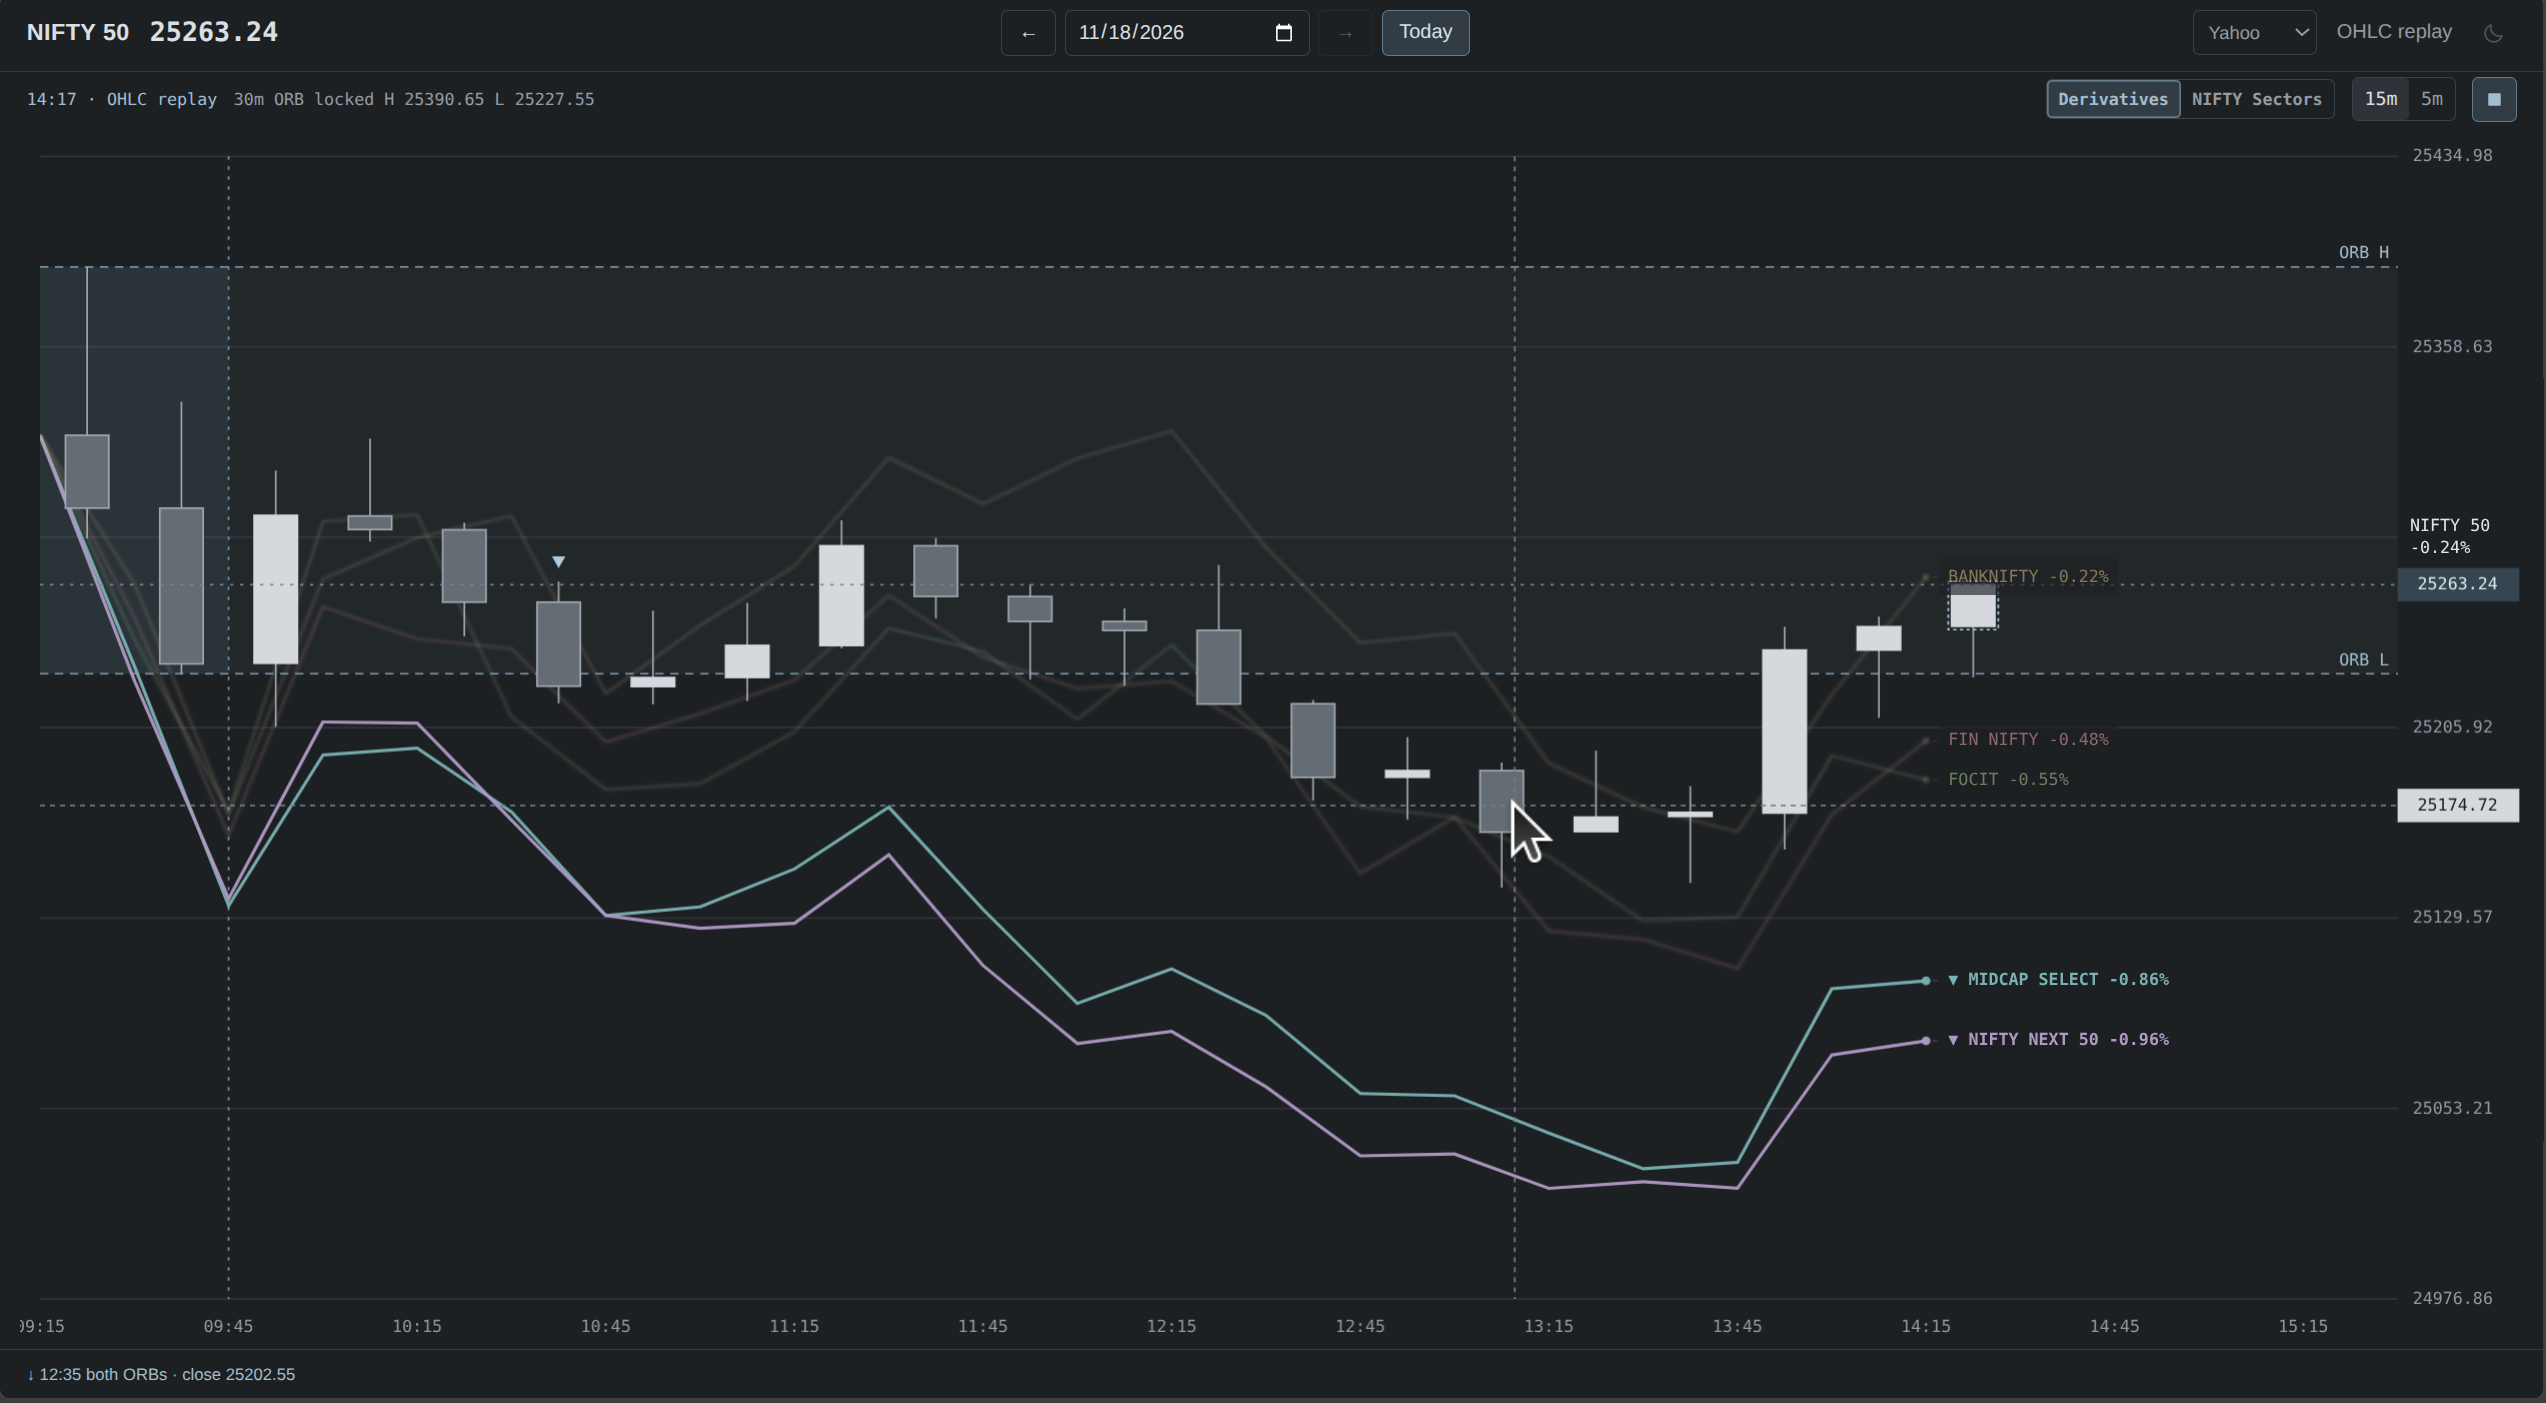 NIFTY 50 25263.24 ← 11/18/2026 → Today Yahoo OHLC replay
14:17 · OHLC replay 30m ORB locked H 25390.65 L 25227.55 Derivatives NIFTY Sectors 15m 5m
25434.98
ORB H
25358.63
NIFTY 50
-0.24%
BANKNIFTY -0.22%
25263.24
ORB L
25205.92
FIN NIFTY -0.48%
FOCIT -0.55%
25174.72
25129.57
▼ MIDCAP SELECT -0.86%
▼ NIFTY NEXT 50 -0.96%
25053.21
24976.86
09:15 09:45 10:15 10:45 11:15 11:45 12:15 12:45 13:15 13:45 14:15 14:45 15:15
↓ 12:35 both ORBs · close 25202.55